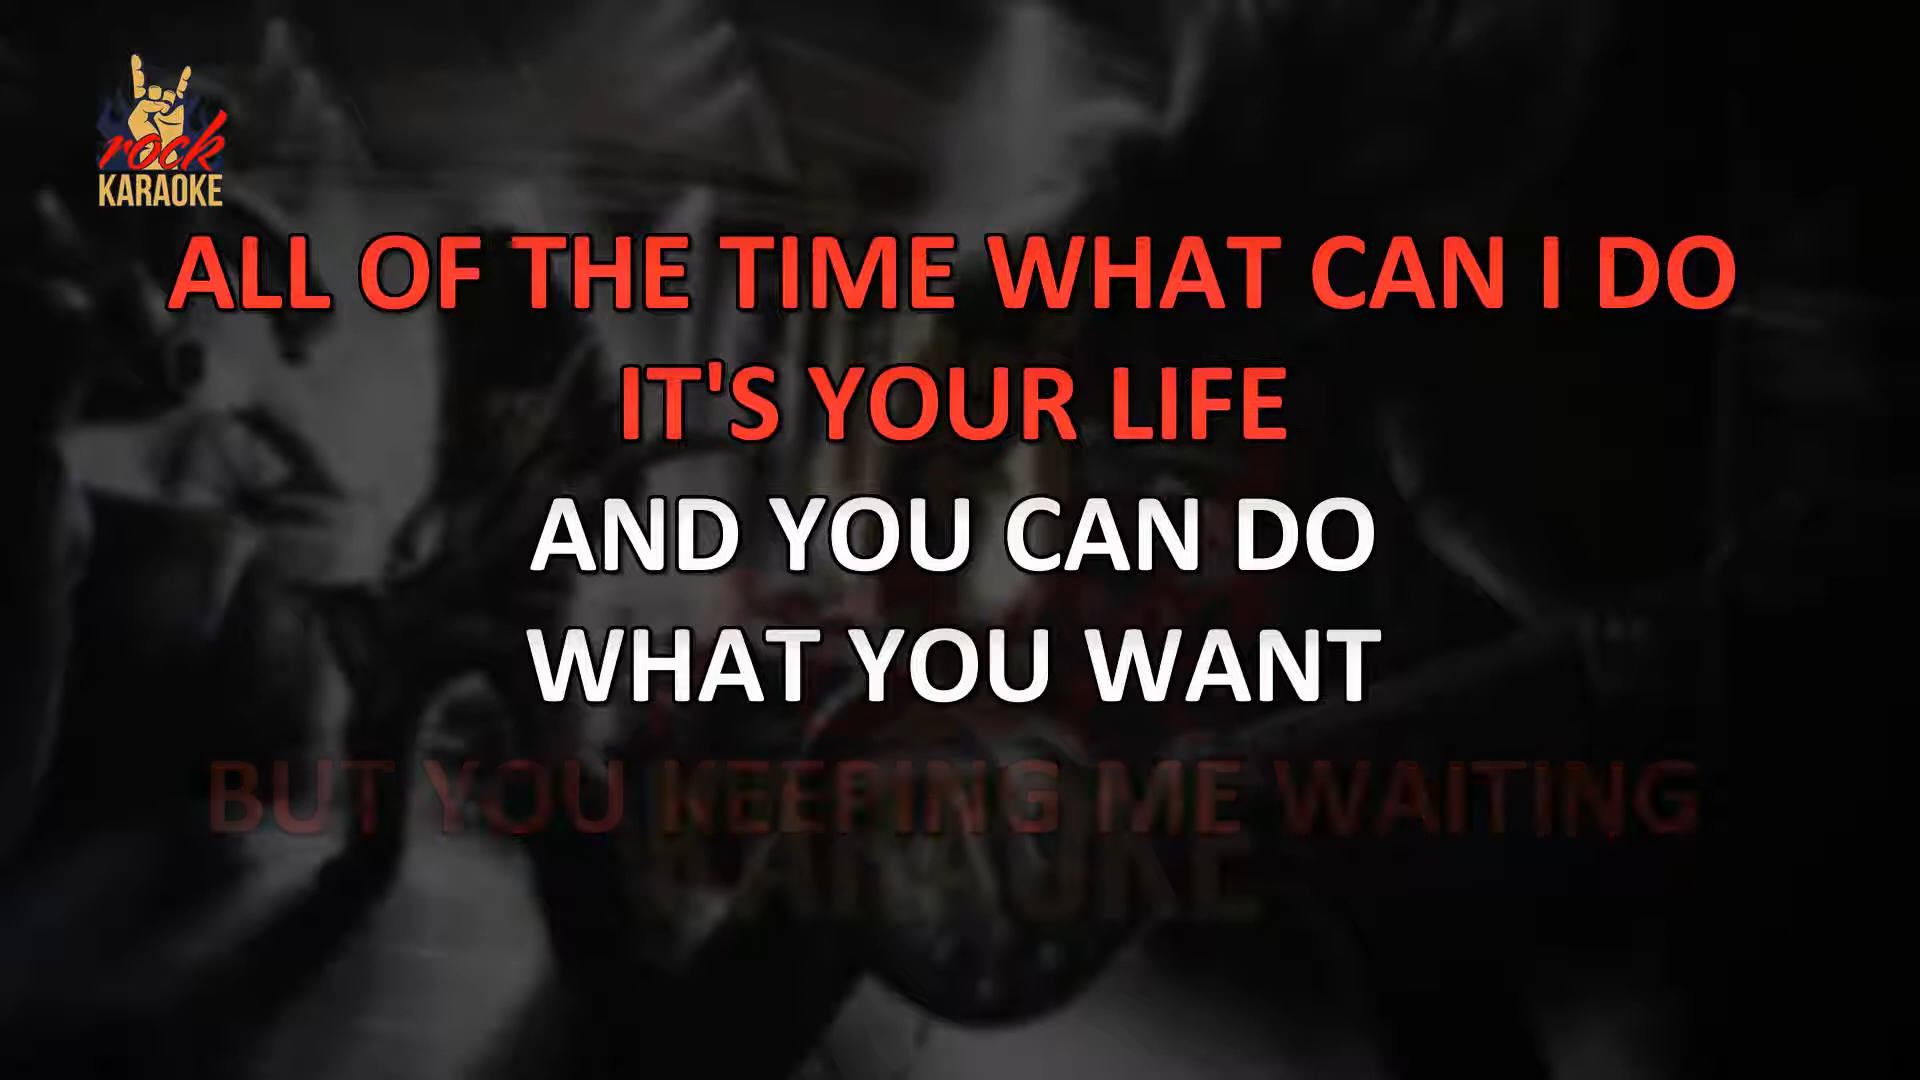 rock
KARAOKE
ALL OF THE TIME WHAT CAN I DO
IT'S YOUR LIFE
AND YOU CAN DO
WHAT YOU WANT
BUT YOU KEEPING ME WAITING
KARAOKE